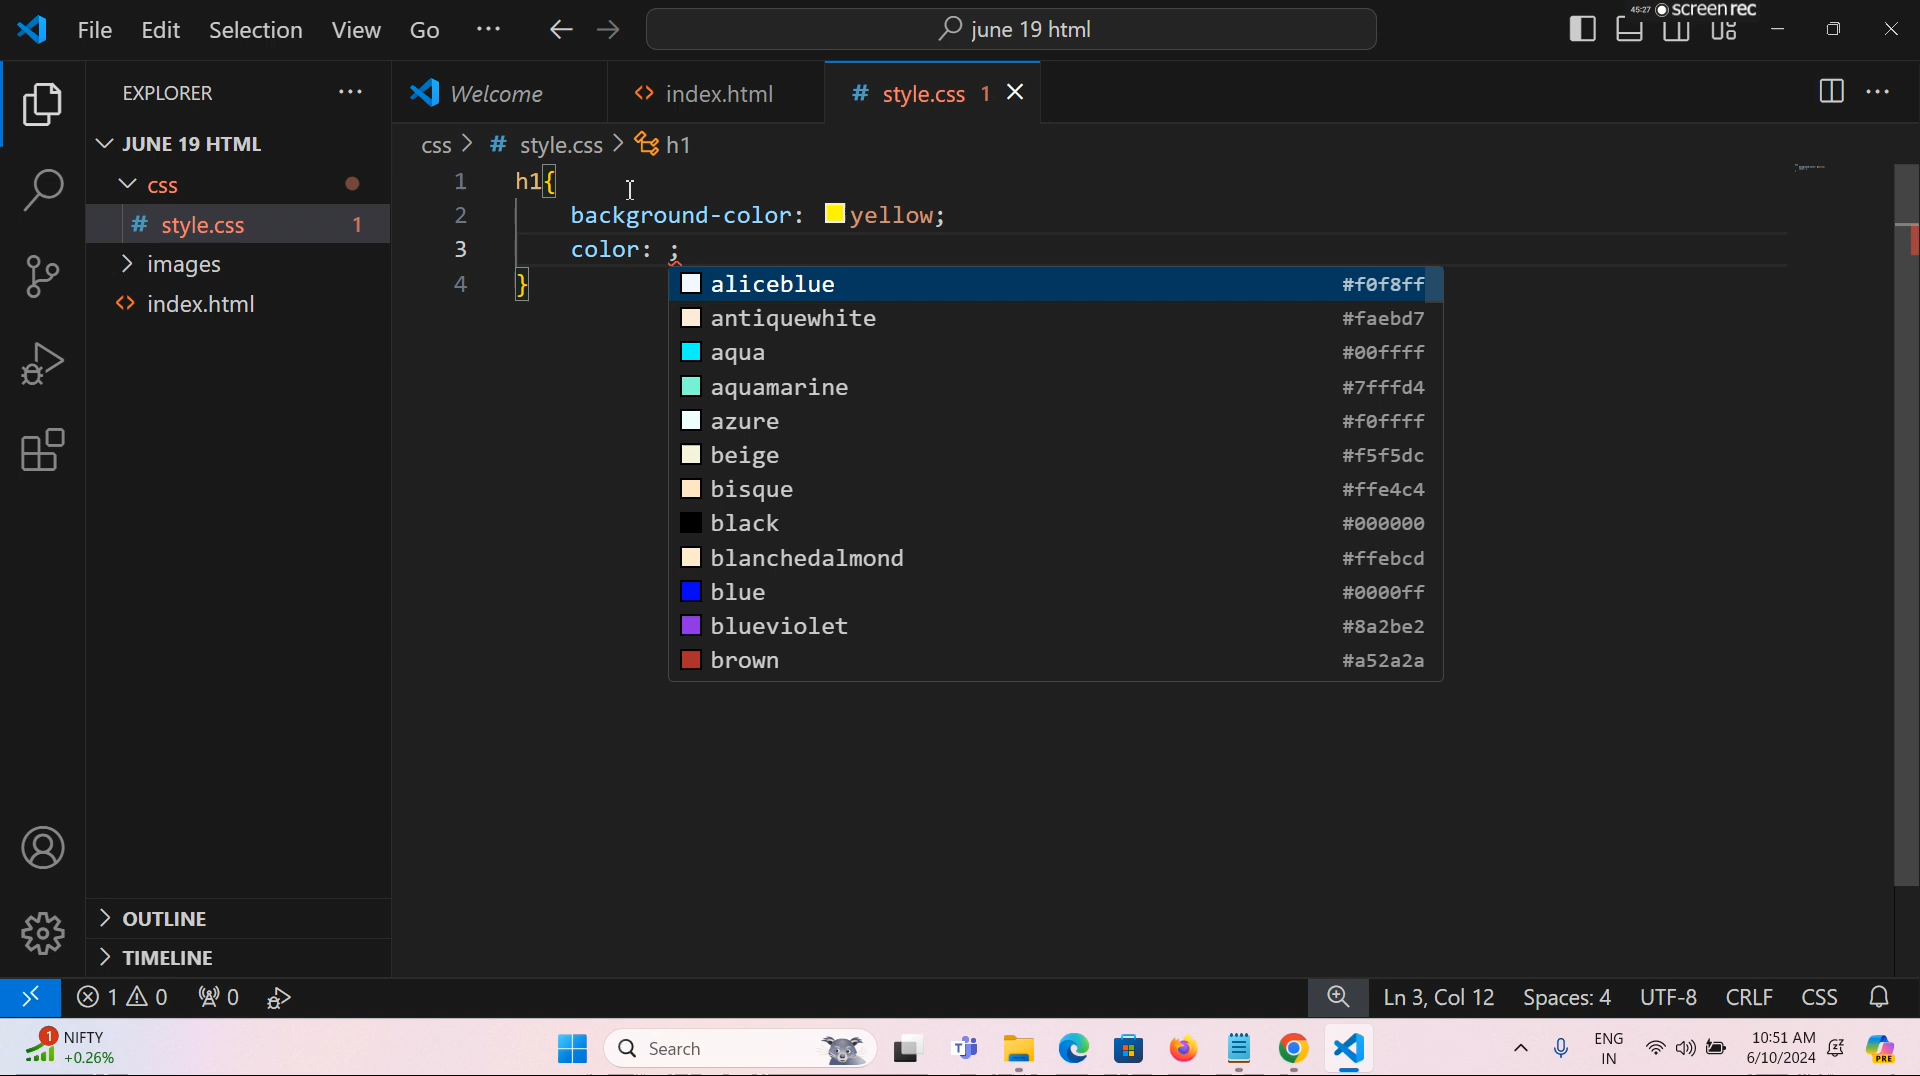 File Edit Selection View Go ··· june 19 html
45:27 screenrec
EXPLORER ···
Welcome index.html style.css 1
JUNE 19 HTML
css
style.css 1
images
index.html
css > # style.css > h1
1 h1{
2 background-color: yellow;
3 color: ;
4 }
aliceblue #f0f8ff
antiquewhite #faebd7
aqua #00ffff
aquamarine #7fffd4
azure #f0ffff
beige #f5f5dc
bisque #ffe4c4
black #000000
blanchedalmond #ffebcd
blue #0000ff
blueviolet #8a2be2
brown #a52a2a
OUTLINE
TIMELINE
1 0 0 Ln 3, Col 12 Spaces: 4 UTF-8 CRLF CSS
1 NIFTY
+0.26%
Search
ENG
IN
10:51 AM
6/10/2024
PRE